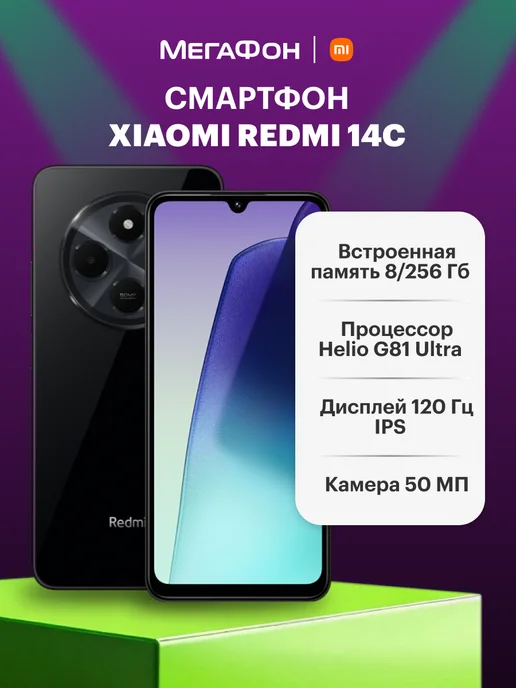 МЕГАФОН
mi
СМАРТФОН
XIAOMI REDMI 14C
Встроенная
память 8/256 Гб
Процессор
Helio G81 Ultra
Дисплей 120 Гц
IPS
Камера 50 МП
Redmi